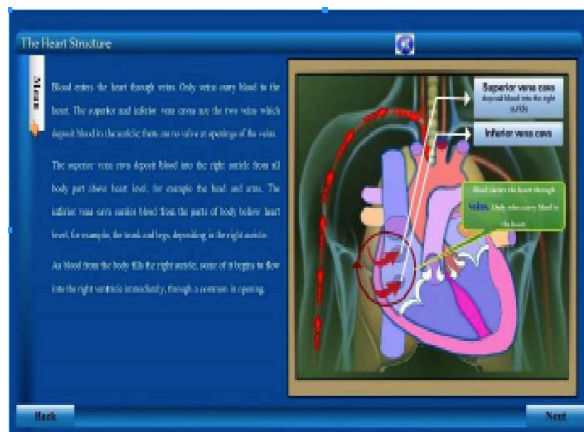 The Heart Structure
Menu
Blood enters the heart through veins. Only veins carry blood to the
heart. The superior and inferior vena cavas are the two veins which
deposit blood in the auricle; there are no valve at openings of the veins.
The superior vena cava deposit blood into the right auricle from all
body part above heart level, for example the head and arms. The
inferior vena cave carries blood from the parts of body bellow heart
level, for example, the trunk and legs, depositing in the right auricle.
As blood from the body fills the right auricle, some of it begins to flow
into the right ventricle immediately, through a common in opening.
Superior vena cava
deposit blood into the right
auricle
Inferior vena cava
Blood enters the heart through
veins. Only veins carry blood to
the heart
Back
Next